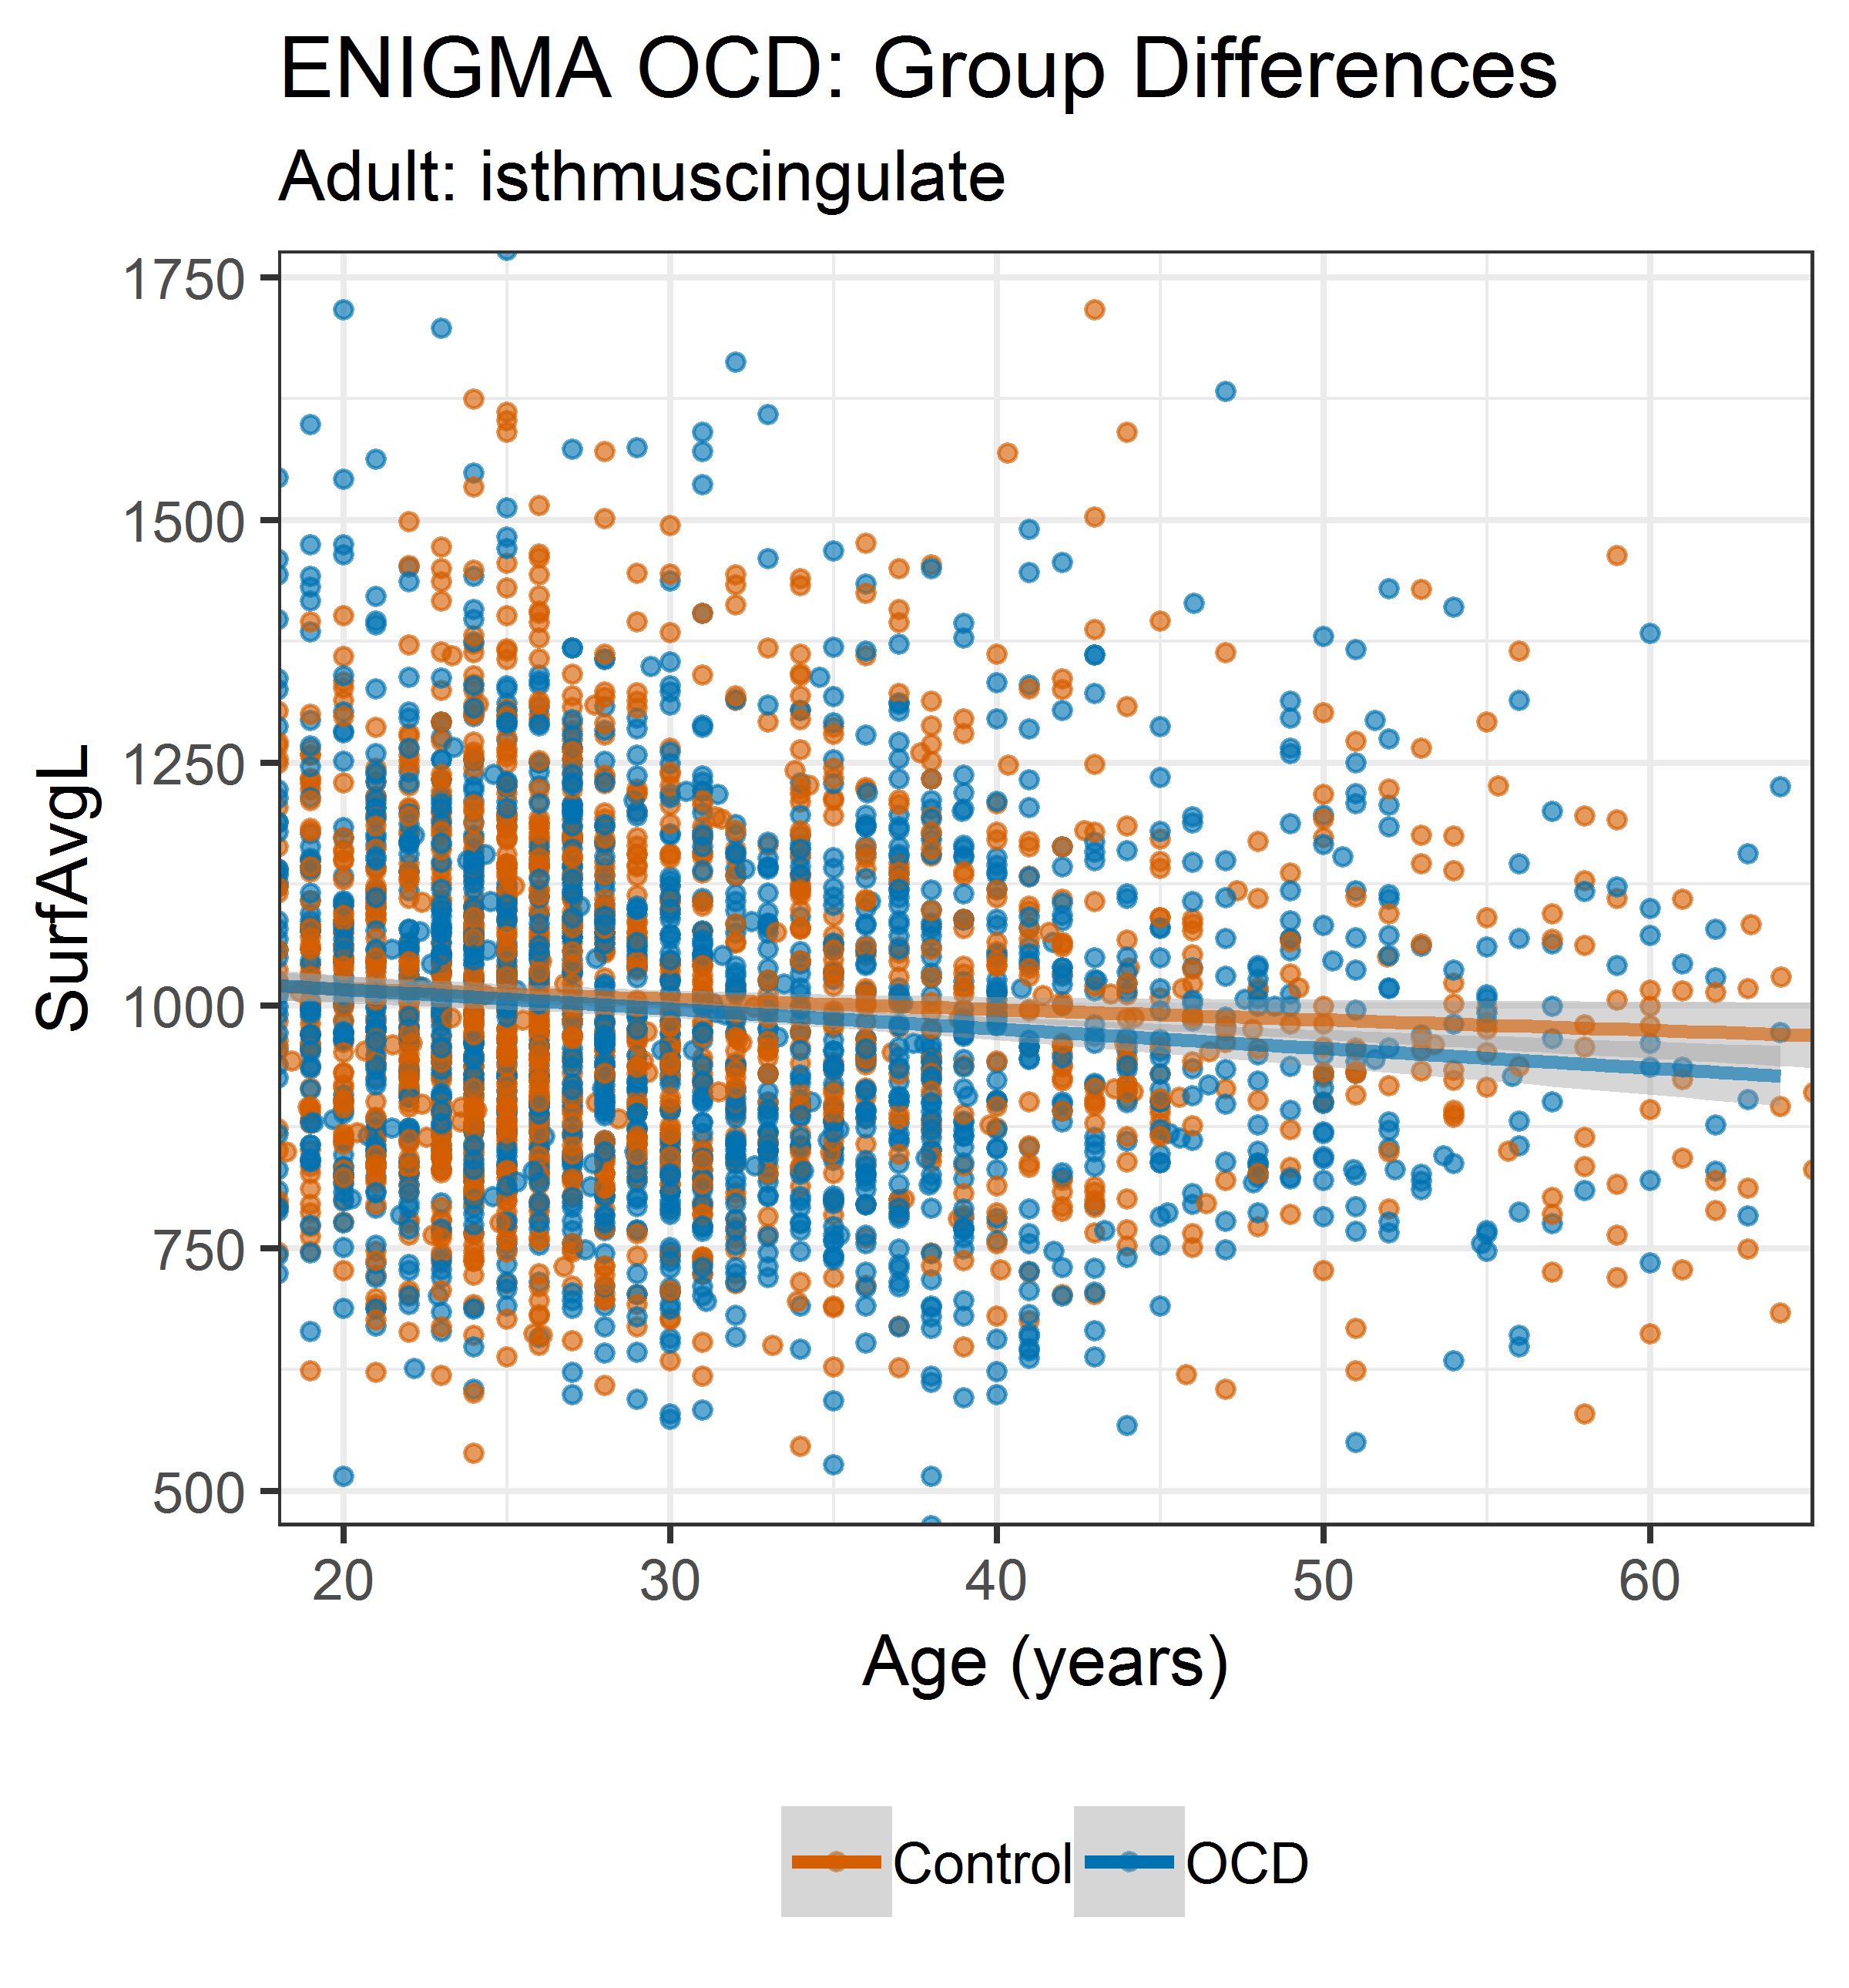 ENIGMA OCD: Group Differences
Adult: isthmuscingulate
SurfAvgL
1750
1500
1250
1000
750
500
20 30 40 50 60
Age (years)
Control OCD